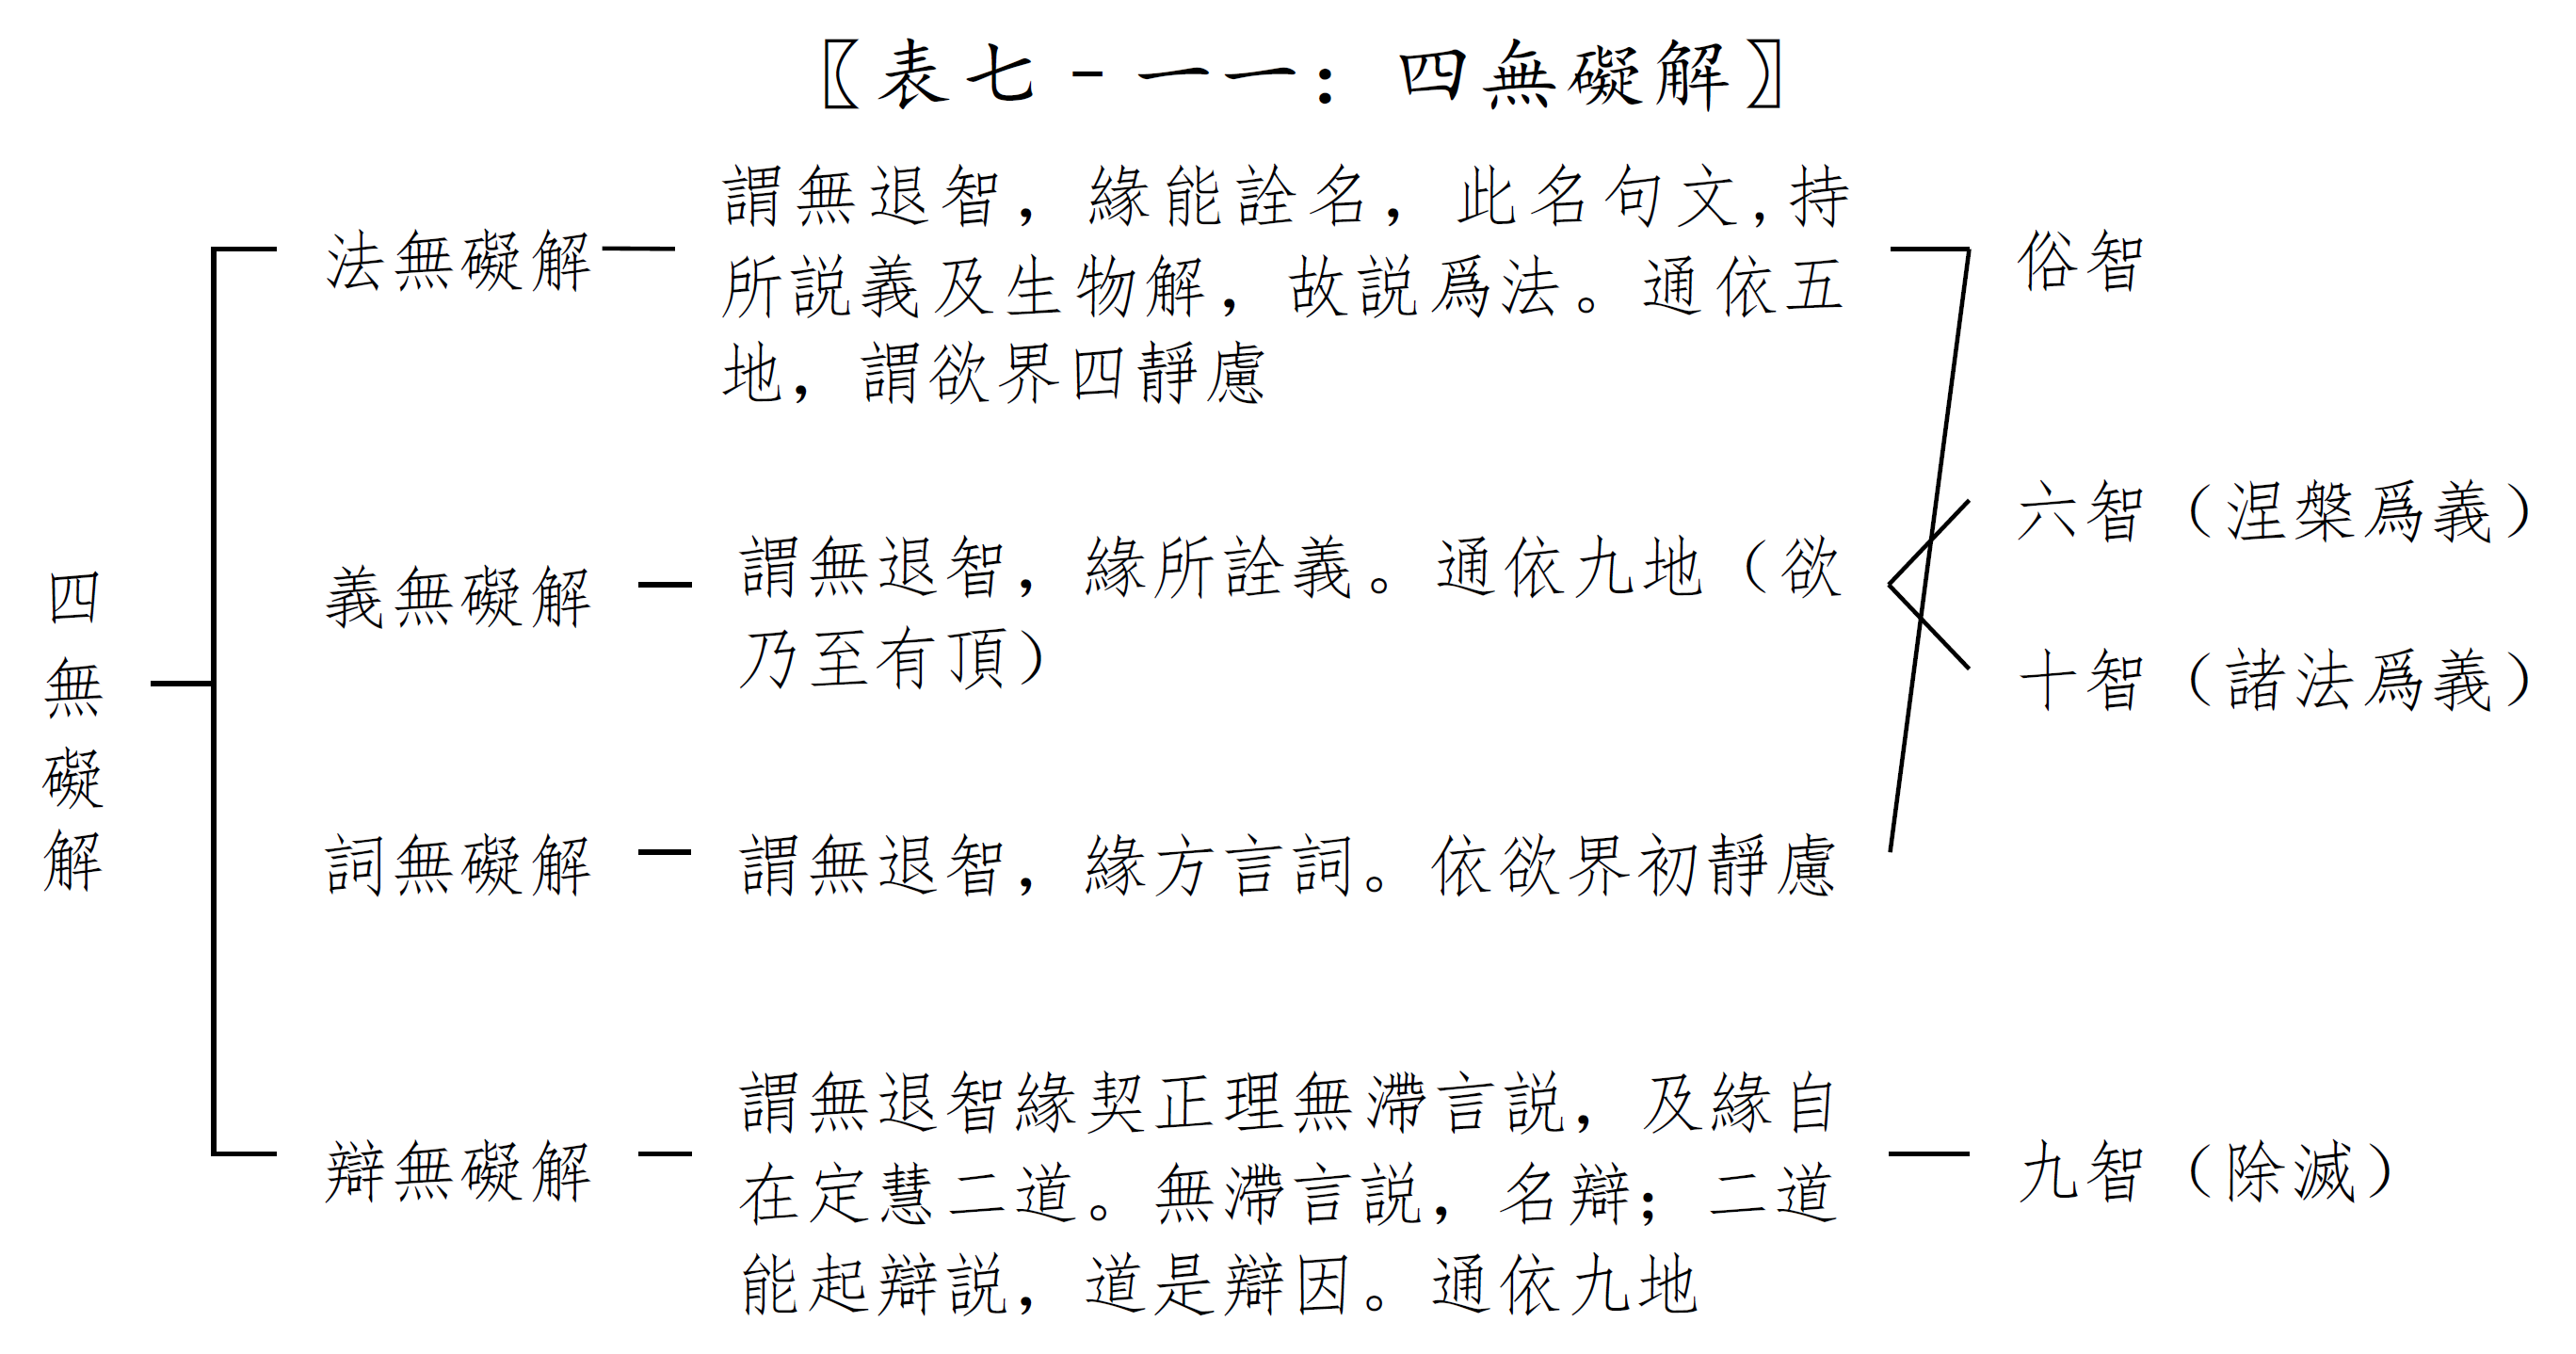 〖表七-一一：四無礙解〗
四無礙解
法無礙解
謂無退智，緣能詮名，此名句文,持
所説義及生物解，故説爲法。通依五
地，謂欲界四靜慮
俗智
義無礙解
謂無退智，緣所詮義。通依九地（欲
乃至有頂）
六智（涅槃爲義）
十智（諸法爲義）
詞無礙解
謂無退智，緣方言詞。依欲界初靜慮
辯無礙解
謂無退智緣契正理無滯言説，及緣自
在定慧二道。無滯言説，名辯；二道
能起辯説，道是辯因。通依九地
九智（除滅）